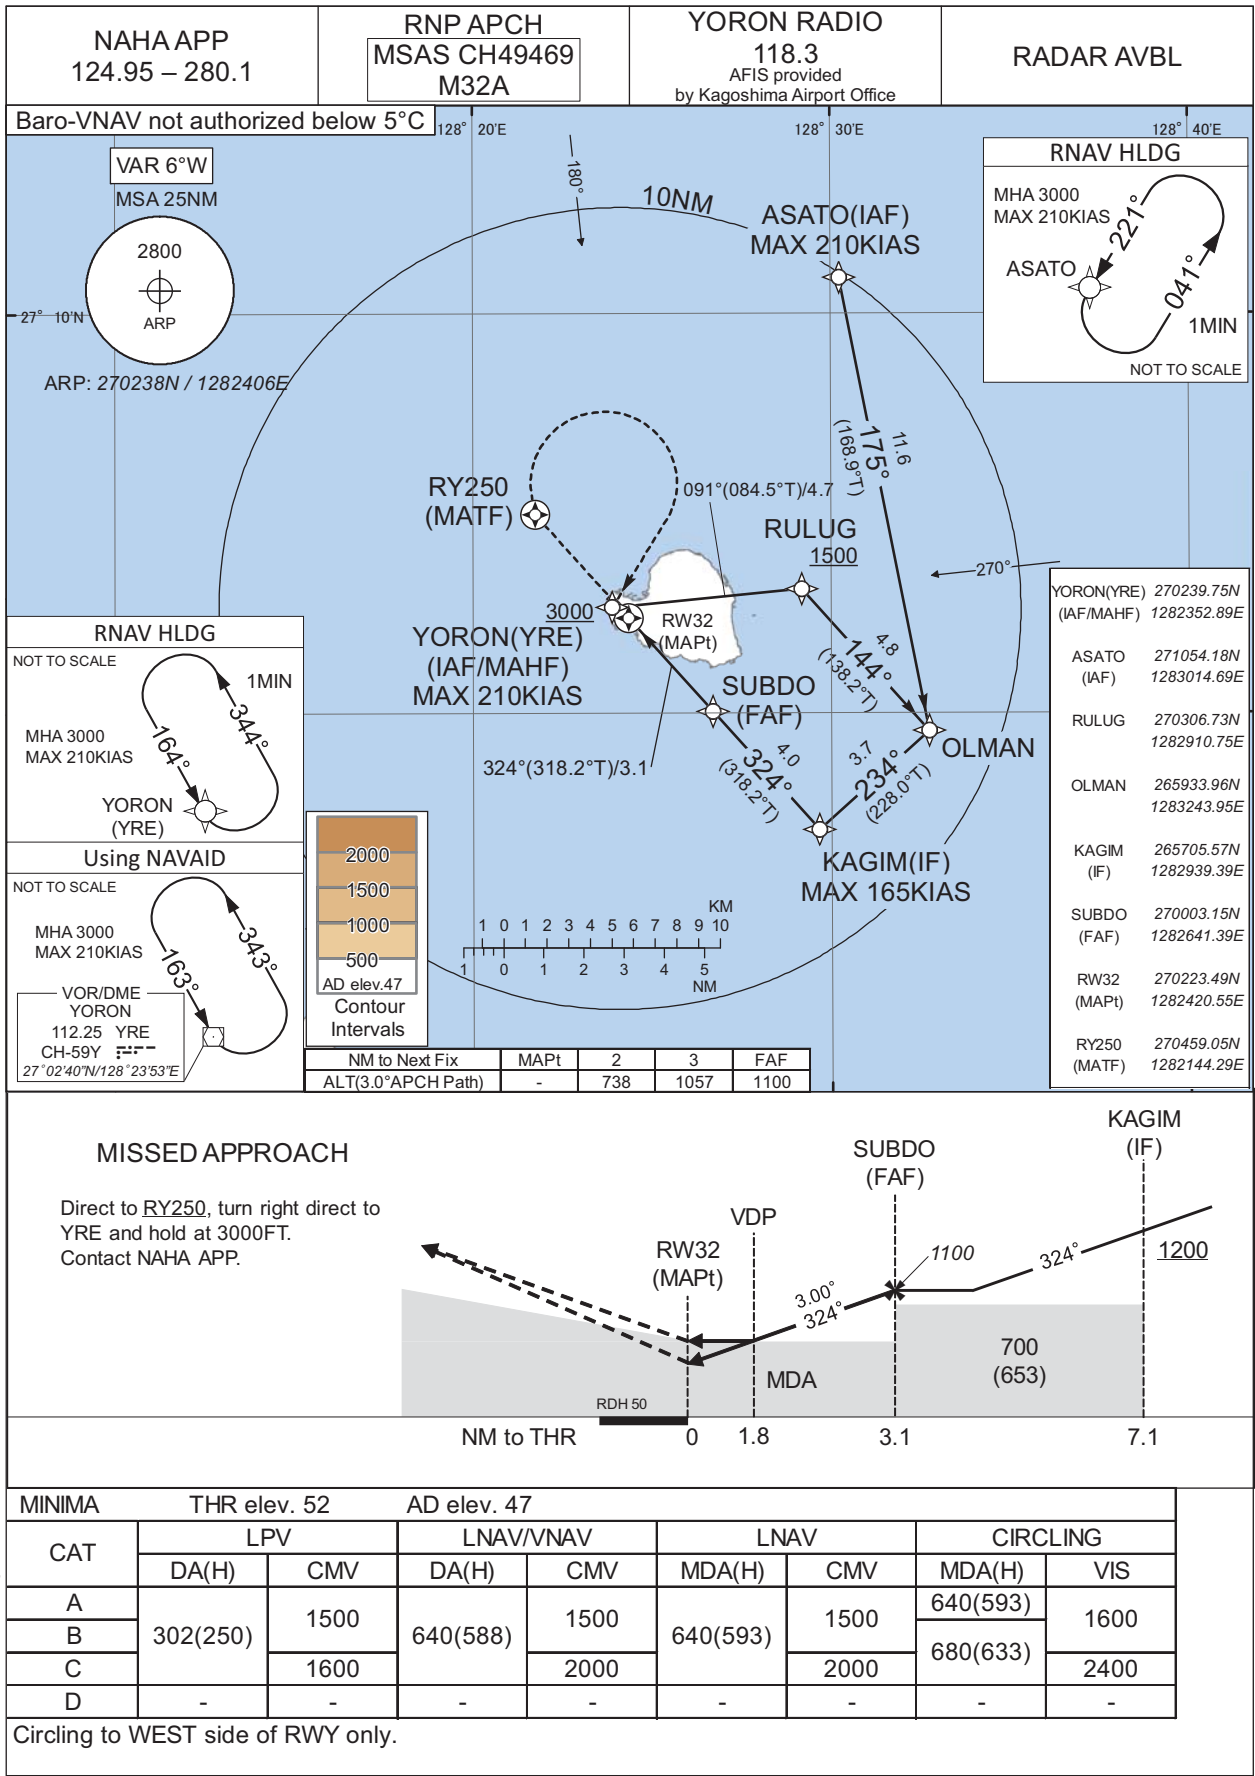 NAHA APP
124.95 – 280.1
RNP APCH
MSAS CH49469
M32A
YORON RADIO
118.3
AFIS provided
by Kagoshima Airport Office
RADAR AVBL
Baro-VNAV not authorized below 5°C
128° 20'E
128° 30'E
128° 40'E
VAR 6°W
MSA 25NM
2800
ARP
ARP: 270238N / 1282406E
27° 10'N
180°
10NM
ASATO(IAF)
MAX 210KIAS
RNAV HLDG
MHA 3000
MAX 210KIAS
ASATO
221°
041°
1MIN
NOT TO SCALE
11.6
175°
(168.9°T)
RY250
(MATF)
091°(084.5°T)/4.7
RULUG
1500
270°
3000
RW32
(MAPt)
YORON(YRE)
(IAF/MAHF)
MAX 210KIAS
4.8
144°
(138.2°T)
SUBDO
(FAF)
OLMAN
324°(318.2°T)/3.1
4.0
324°
(318.2°T)
3.7
234°
(228.0°T)
KAGIM(IF)
MAX 165KIAS
YORON(YRE) 270239.75N
(IAF/MAHF) 1282352.89E
ASATO 271054.18N
(IAF) 1283014.69E
RULUG 270306.73N
1282910.75E
OLMAN 265933.96N
1283243.95E
KAGIM 265705.57N
(IF) 1282939.39E
SUBDO 270003.15N
(FAF) 1282641.39E
RW32 270223.49N
(MAPt) 1282420.55E
RY250 270459.05N
(MATF) 1282144.29E
RNAV HLDG
NOT TO SCALE
1MIN
344°
164°
MHA 3000
MAX 210KIAS
YORON
(YRE)
Using NAVAID
NOT TO SCALE
MHA 3000
MAX 210KIAS
343°
163°
VOR/DME
YORON
112.25 YRE
CH-59Y
27°02'40"N/128°23'53"E
2000
1500
1000
500
AD elev.47
Contour
Intervals
KM
1 0 1 2 3 4 5 6 7 8 9 10
1 0 1 2 3 4 5
NM
NM to Next Fix MAPt 2 3 FAF
ALT(3.0°APCH Path) - 738 1057 1100
MISSED APPROACH
Direct to RY250, turn right direct to
YRE and hold at 3000FT.
Contact NAHA APP.
KAGIM
(IF)
SUBDO
(FAF)
VDP
RW32
(MAPt)
1100
324°
1200
3.00°
324°
700
(653)
MDA
RDH 50
NM to THR 0 1.8 3.1 7.1
MINIMA THR elev. 52 AD elev. 47
CAT LPV LNAV/VNAV LNAV CIRCLING
DA(H) CMV DA(H) CMV MDA(H) CMV MDA(H) VIS
A 640(593)
1500 1500 1500 1600
B 302(250) 640(588) 640(593) 680(633)
C 1600 2000 2000 2400
D - - - - - - - -
Circling to WEST side of RWY only.